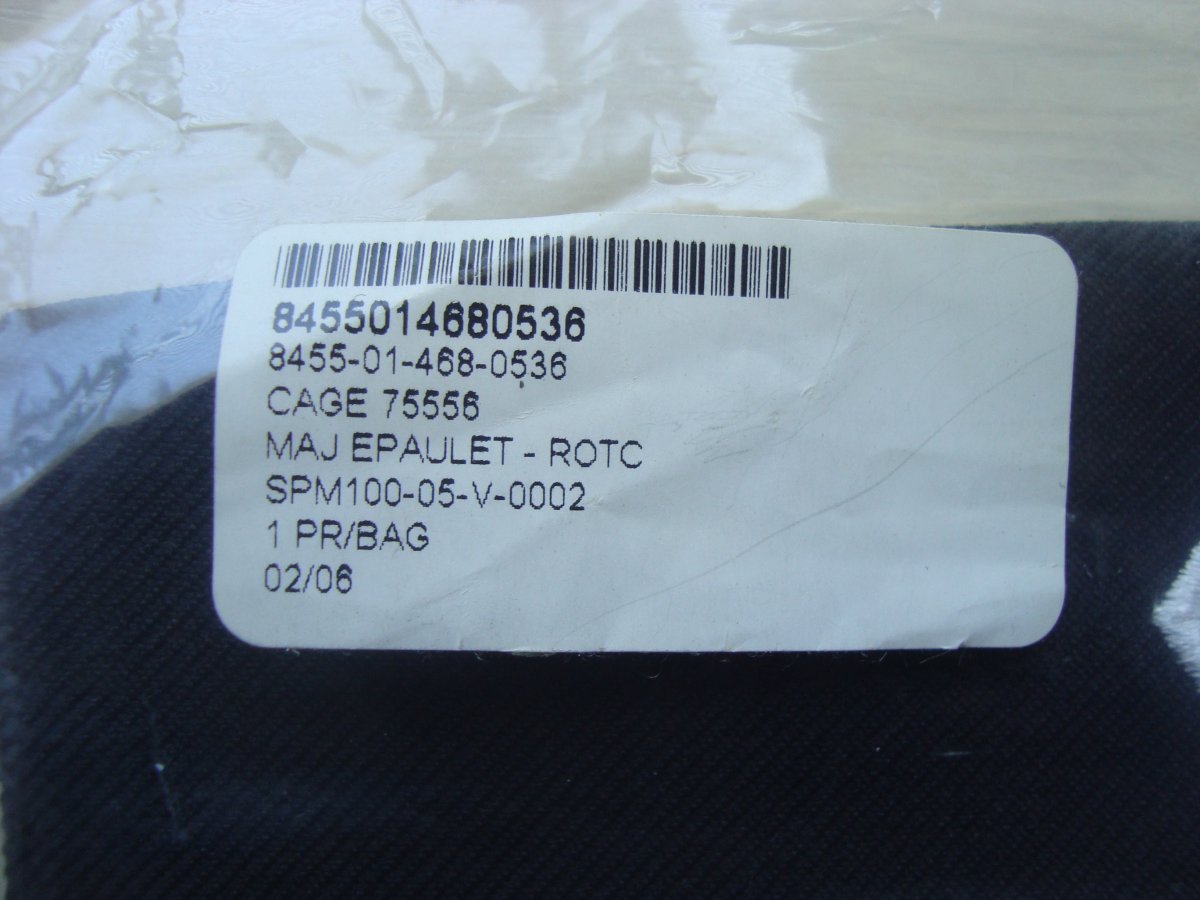 8455014680536
8455-01-468-0536
CAGE 75556
MAJ EPAULET - ROTC
SPM100-05-V-0002
1 PR/BAG
02/06